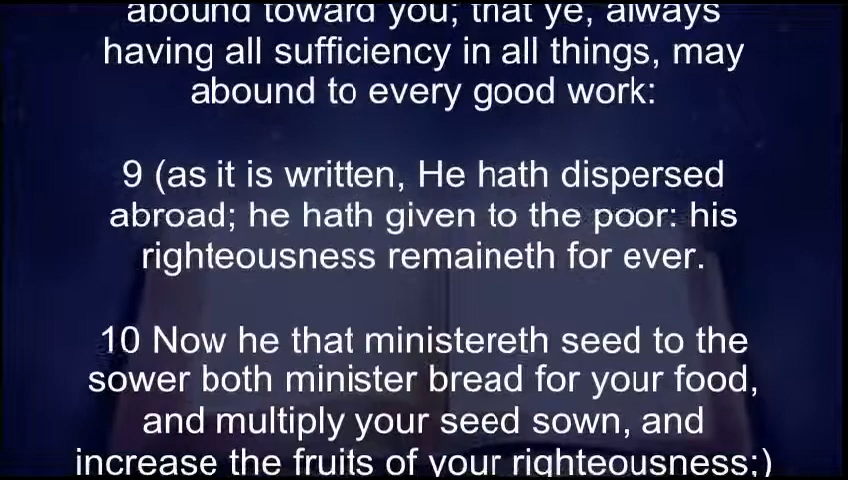 abound toward you; that ye, always
having all sufficiency in all things, may
abound to every good work:
9 (as it is written, He hath dispersed
abroad; he hath given to the poor: his
righteousness remaineth for ever.
10 Now he that ministereth seed to the
sower both minister bread for your food,
and multiply your seed sown, and
increase the fruits of your righteousness;)